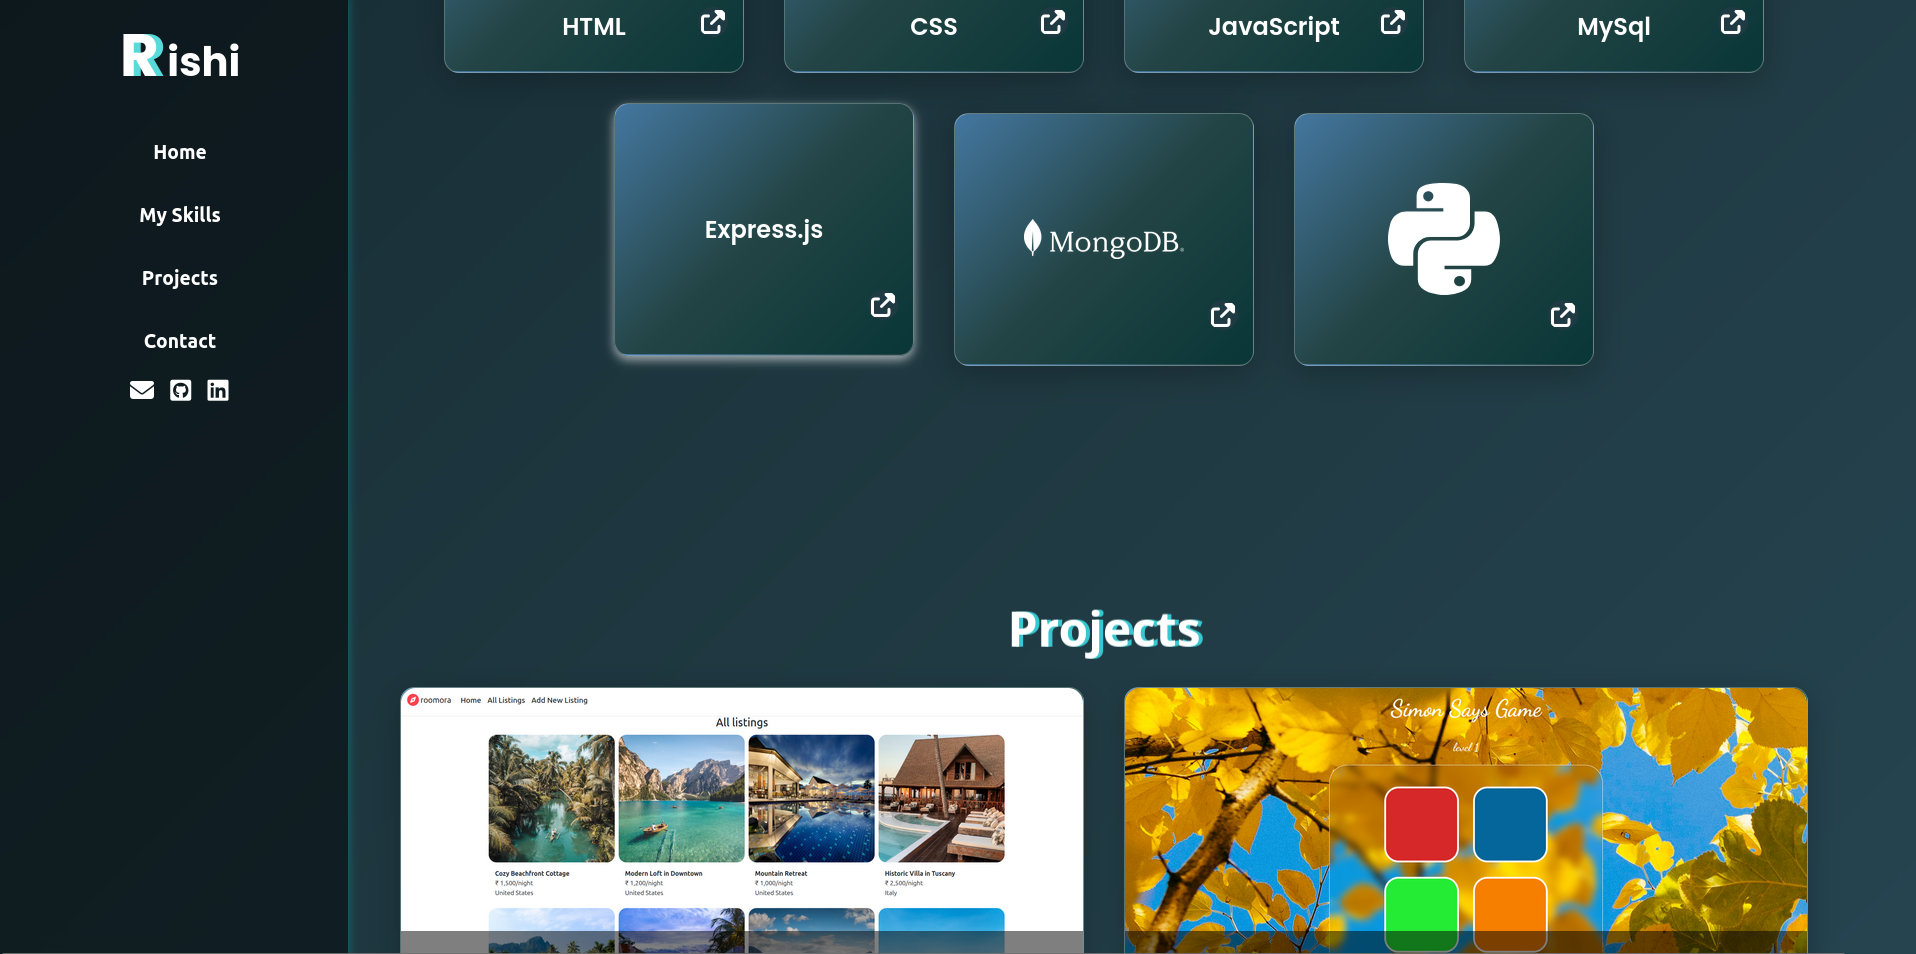 Rishi
Home
My Skills
Projects
Contact
HTML
CSS
JavaScript
MySql
Express.js
MongoDB.
Projects
roomora Home All Listings Add New Listing
All listings
Cozy Beachfront Cottage
₹ 1,500/night
United States
Modern Loft in Downtown
₹ 1,200/night
United States
Mountain Retreat
₹ 1,000/night
United States
Historic Villa in Tuscany
₹ 2,500/night
Italy
Simon Says Game
level 1